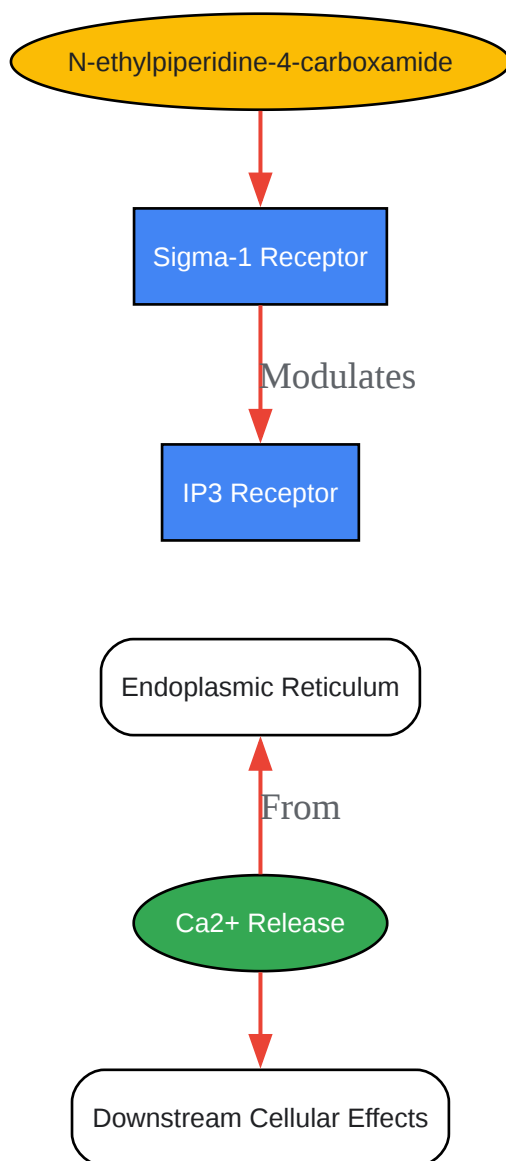 N-ethylpiperidine-4-carboxamide
Sigma-1 Receptor
Modulates
IP3 Receptor
Endoplasmic Reticulum
From
Ca2+ Release
Downstream Cellular Effects